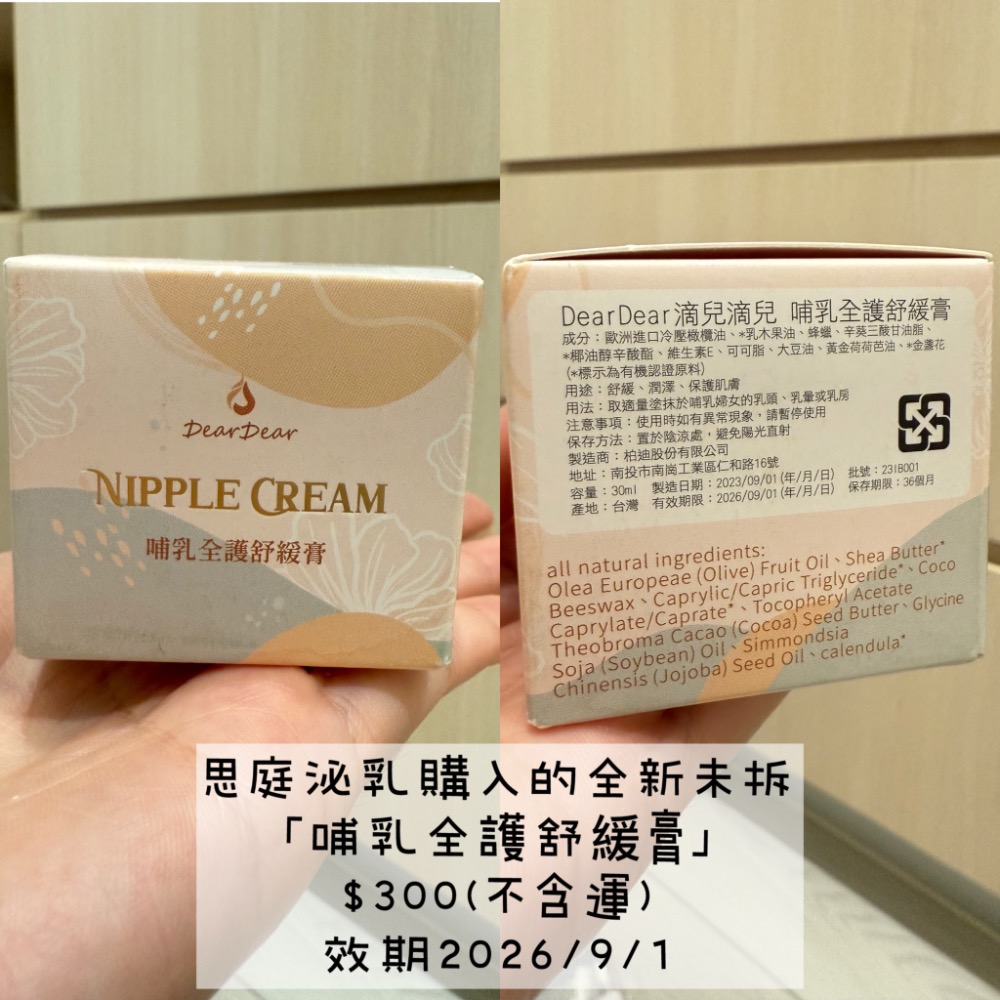 DearDear
NIPPLE CREAM
哺乳全護舒緩膏
DearDear滴兒滴兒 哺乳全護舒緩膏
成分：歐洲進口冷壓橄欖油、*乳木果油、蜂蠟、辛葵三酸甘油脂、
*椰油醇辛酸酯、維生素E、可可脂、大豆油、黃金荷荷芭油、*金盞花
(*標示為有機認證原料)
用途：舒緩、潤澤、保護肌膚
用法：取適量塗抹於哺乳婦女的乳頭、乳暈或乳房
注意事項：使用時如有異常現象，請暫停使用
保存方法：置於陰涼處，避免陽光直射
製造商：柏迪股份有限公司
地址：南投市南崗工業區仁和路16號
容量：30ml 製造日期：2023/09/01 (年/月/日) 批號：23IB001
產地：台灣 有效期限：2026/09/01 (年/月/日) 保存期限：36個月
all natural ingredients:
Olea Europeae (Olive) Fruit Oil、Shea Butter*
Beeswax、Caprylic/Capric Triglyceride*、Coco
Caprylate/Caprate*、Tocopheryl Acetate
Theobroma Cacao (Cocoa) Seed Butter、Glycine
Soja (Soybean) Oil、Simmondsia
Chinensis (Jojoba) Seed Oil、calendula*
思庭泌乳購入的全新未拆
「哺乳全護舒緩膏」
$300(不含運)
效期2026/9/1